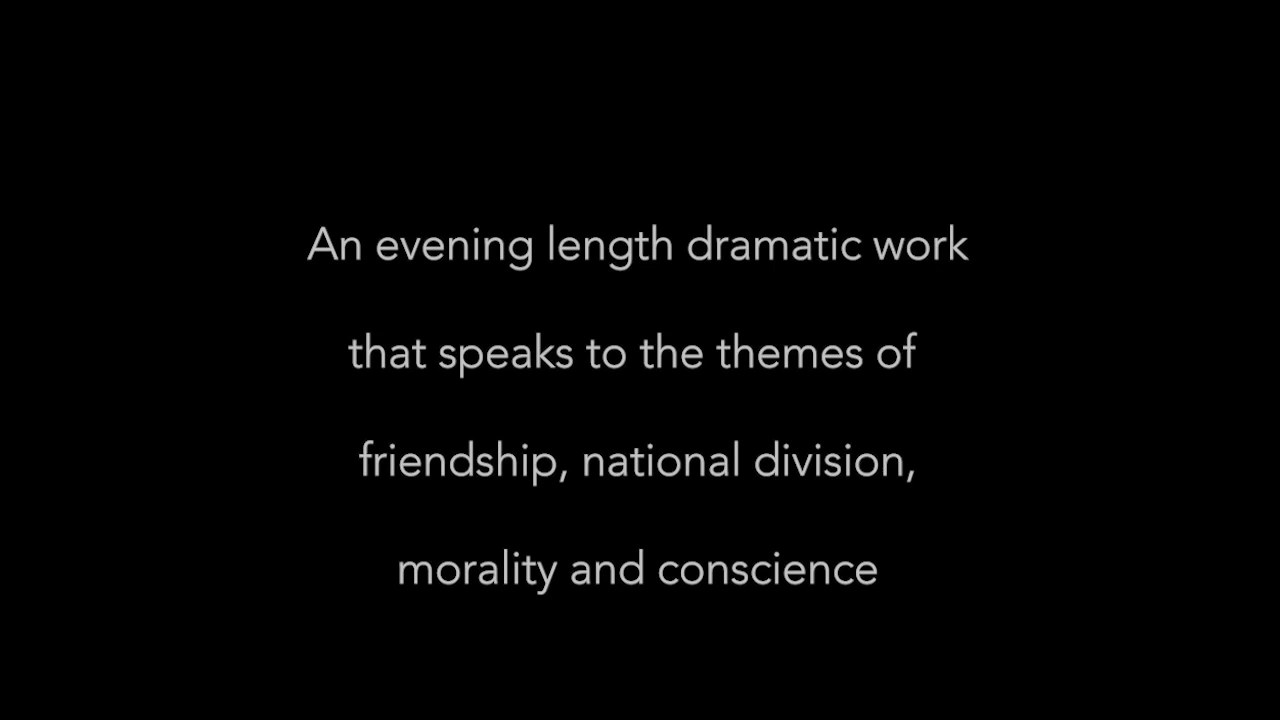 An evening length dramatic work
that speaks to the themes of
friendship, national division,
morality and conscience